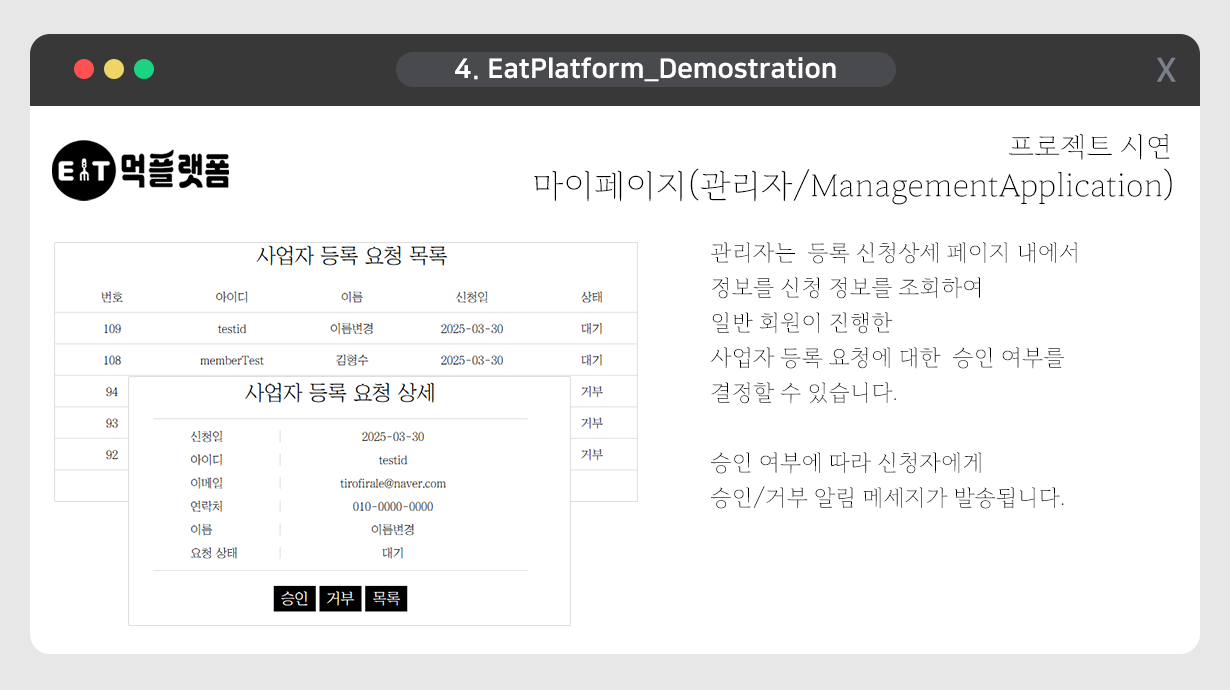 4. EatPlatform_Demostration
X
EAT 먹플랫폼
프로젝트 시연
마이페이지(관리자/ManagementApplication)
사업자 등록 요청 목록
번호 아이디 이름 신청일 상태
109 testid 이름변경 2025-03-30 대기
108 memberTest 김형수 2025-03-30 대기
94 거부
93 거부
92 거부
사업자 등록 요청 상세
신청일 2025-03-30
아이디 testid
이메일 tirofirale@naver.com
연락처 010-0000-0000
이름 이름변경
요청 상태 대기
승인 거부 목록
관리자는 등록 신청상세 페이지 내에서
정보를 신청 정보를 조회하여
일반 회원이 진행한
사업자 등록 요청에 대한 승인 여부를
결정할 수 있습니다.
승인 여부에 따라 신청자에게
승인/거부 알림 메세지가 발송됩니다.